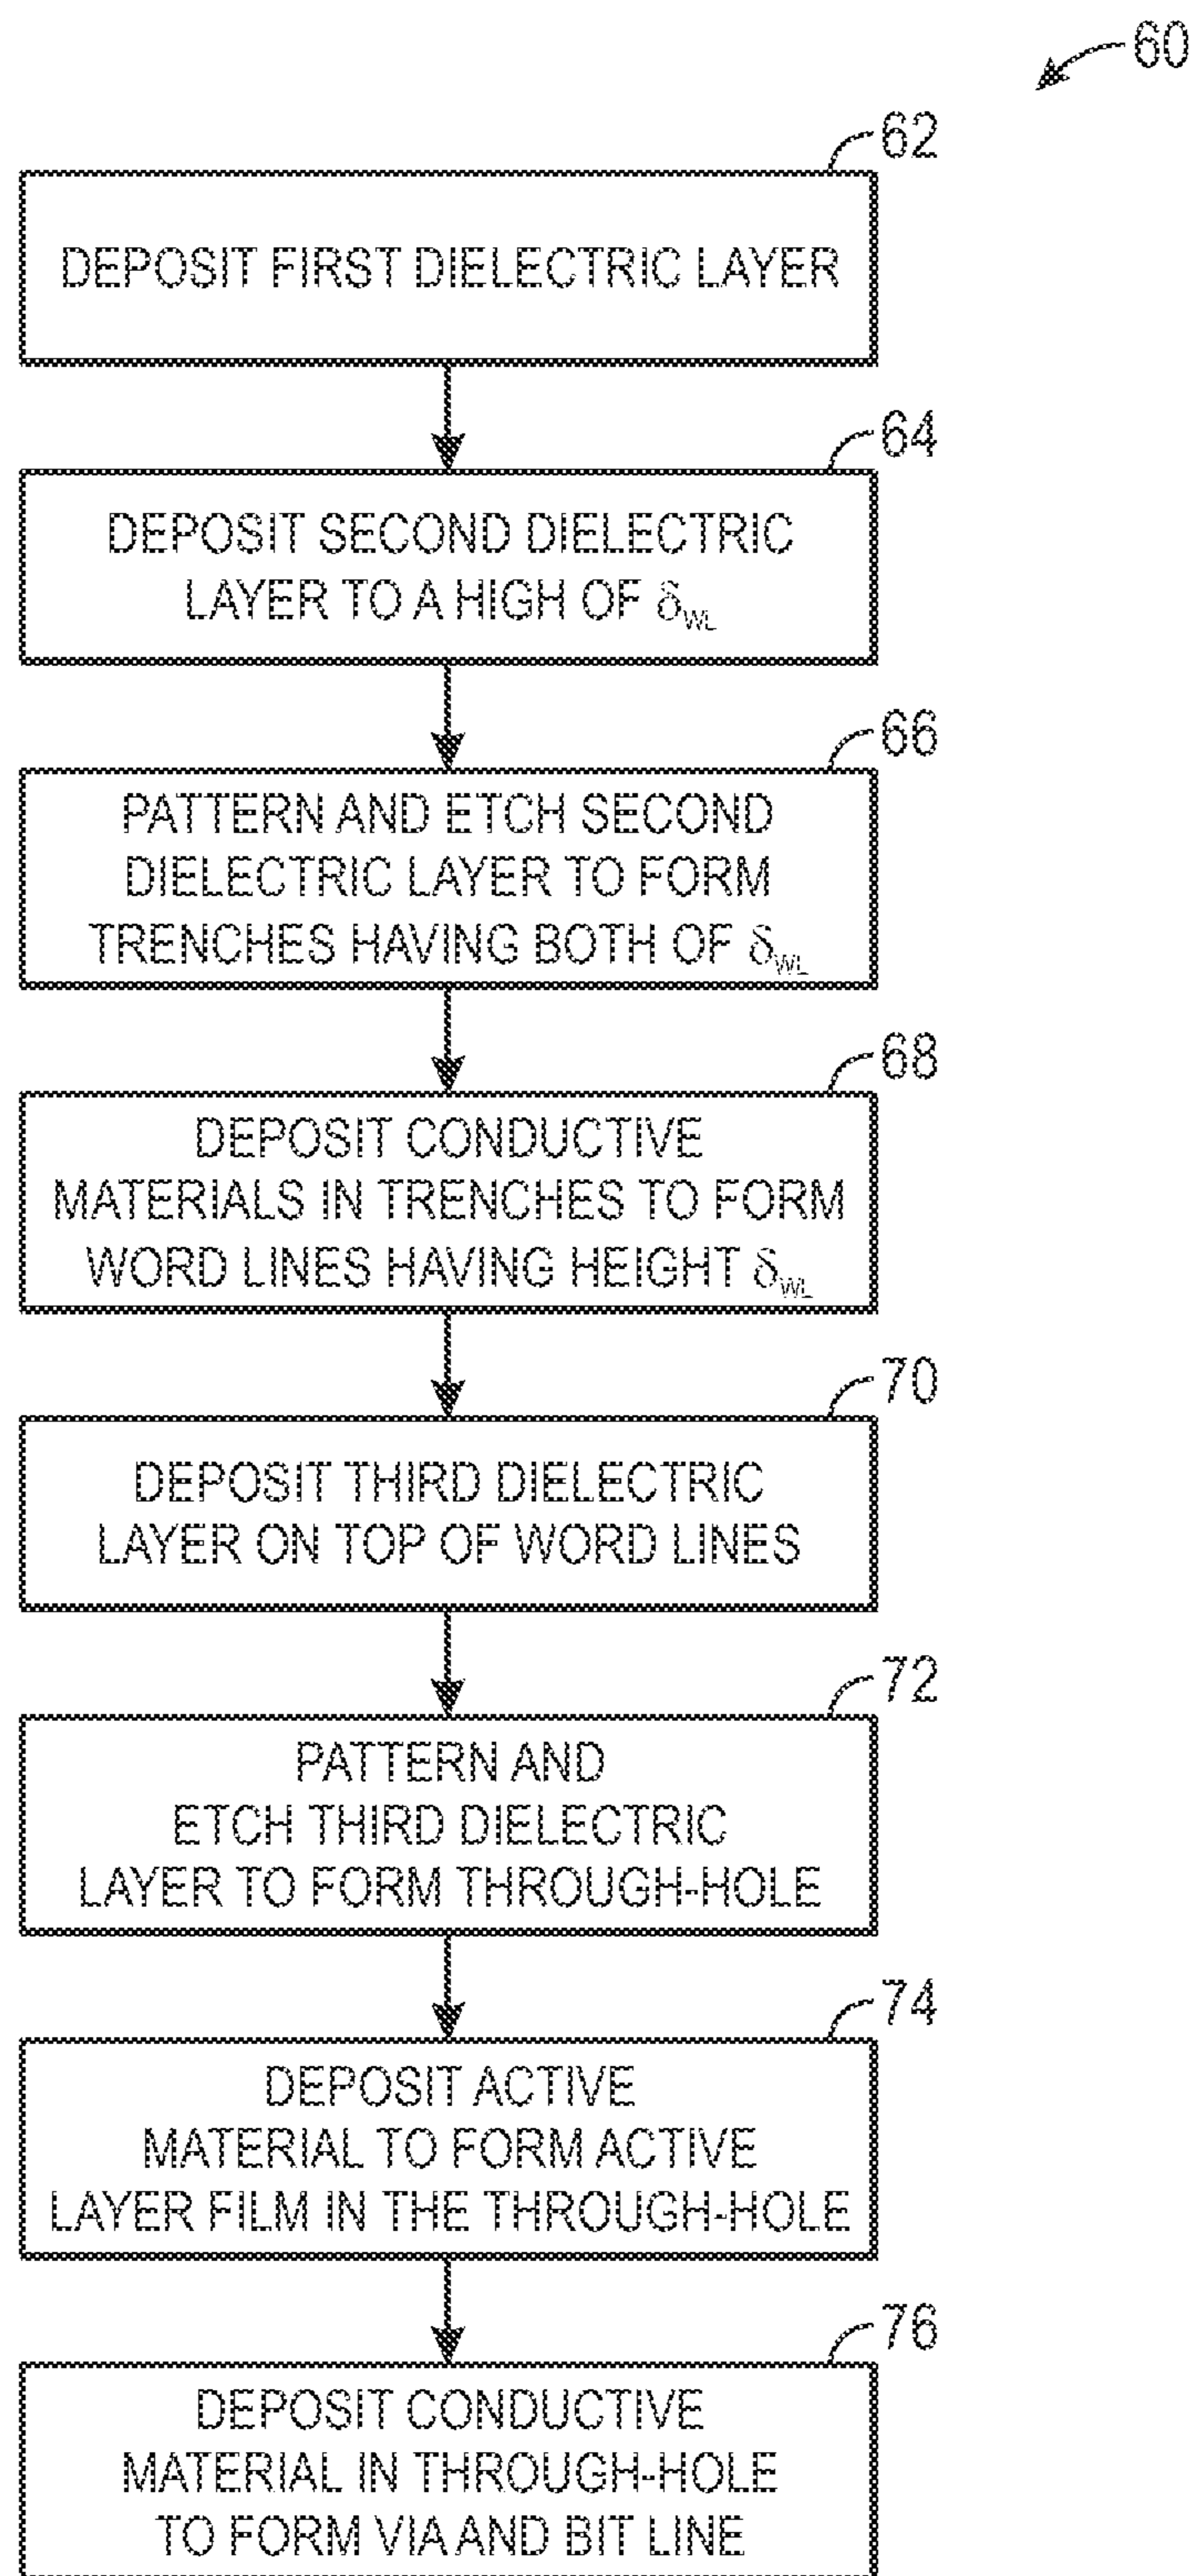 60
62
DEPOSIT FIRST DIELECTRIC LAYER
64
DEPOSIT SECOND DIELECTRIC
LAYER TO A HIGH OF δWL
66
PATTERN AND ETCH SECOND
DIELECTRIC LAYER TO FORM
TRENCHES HAVING BOTH OF δWL
68
DEPOSIT CONDUCTIVE
MATERIALS IN TRENCHES TO FORM
WORD LINES HAVING HEIGHT δWL
70
DEPOSIT THIRD DIELECTRIC
LAYER ON TOP OF WORD LINES
72
PATTERN AND
ETCH THIRD DIELECTRIC
LAYER TO FORM THROUGH-HOLE
74
DEPOSIT ACTIVE
MATERIAL TO FORM ACTIVE
LAYER FILM IN THE THROUGH-HOLE
76
DEPOSIT CONDUCTIVE
MATERIAL IN THROUGH-HOLE
TO FORM VIA AND BIT LINE